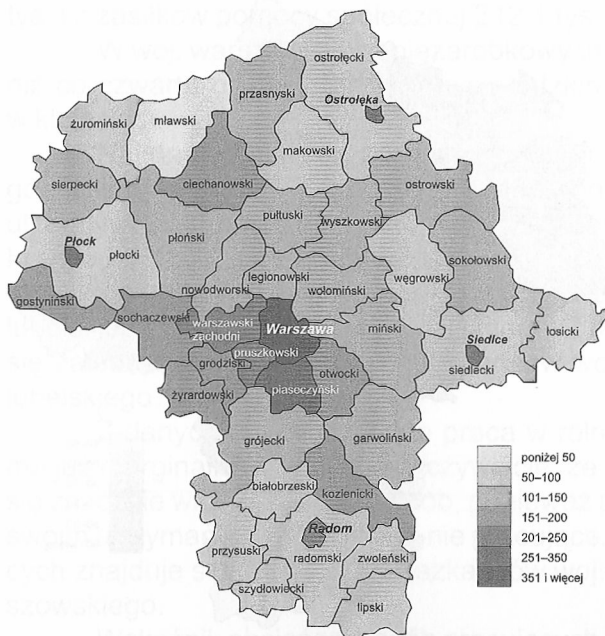 ostrołęcki
przasnyski
Ostrołęka
mławski
żuromiński
makowski
sierpecki
ciechanowski
ostrowski
pułtuski
wyszkowski
Płock
płocki
płoński
sokołowski
legionowski
węgrowski
nowodworski
wołomiński
gostyniński
sochaczewski
warszawski
zachodni
Warszawa
miński
Siedlce
łosicki
pruszkowski
siedlecki
grodziski
otwocki
piaseczyński
żyrardowski
grójecki
garwoliński
białobrzeski
kozienicki
Radom
przysuski
radomski
zwoleński
szydłowiecki
lipski
poniżej 50
50–100
101–150
151–200
201–250
251–350
351 i więcej